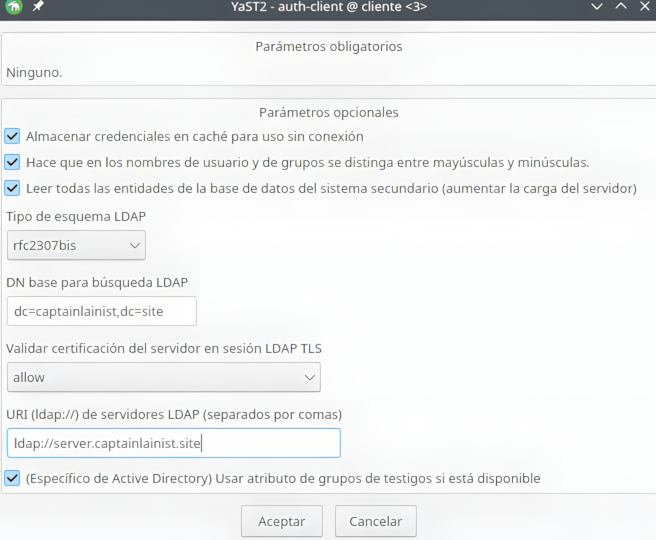 YaST2 - auth-client @ cliente <3>
Parámetros obligatorios
Ninguno.
Parámetros opcionales
Almacenar credenciales en caché para uso sin conexión
Hace que en los nombres de usuario y de grupos se distinga entre mayúsculas y minúsculas.
Leer todas las entidades de la base de datos del sistema secundario (aumentar la carga del servidor)
Tipo de esquema LDAP
rfc2307bis
DN base para búsqueda LDAP
dc=captainlainist,dc=site
Validar certificación del servidor en sesión LDAP TLS
allow
URI (ldap://) de servidores LDAP (separados por comas)
ldap://server.captainlainist.site
(Específico de Active Directory) Usar atributo de grupos de testigos si está disponible
Aceptar Cancelar